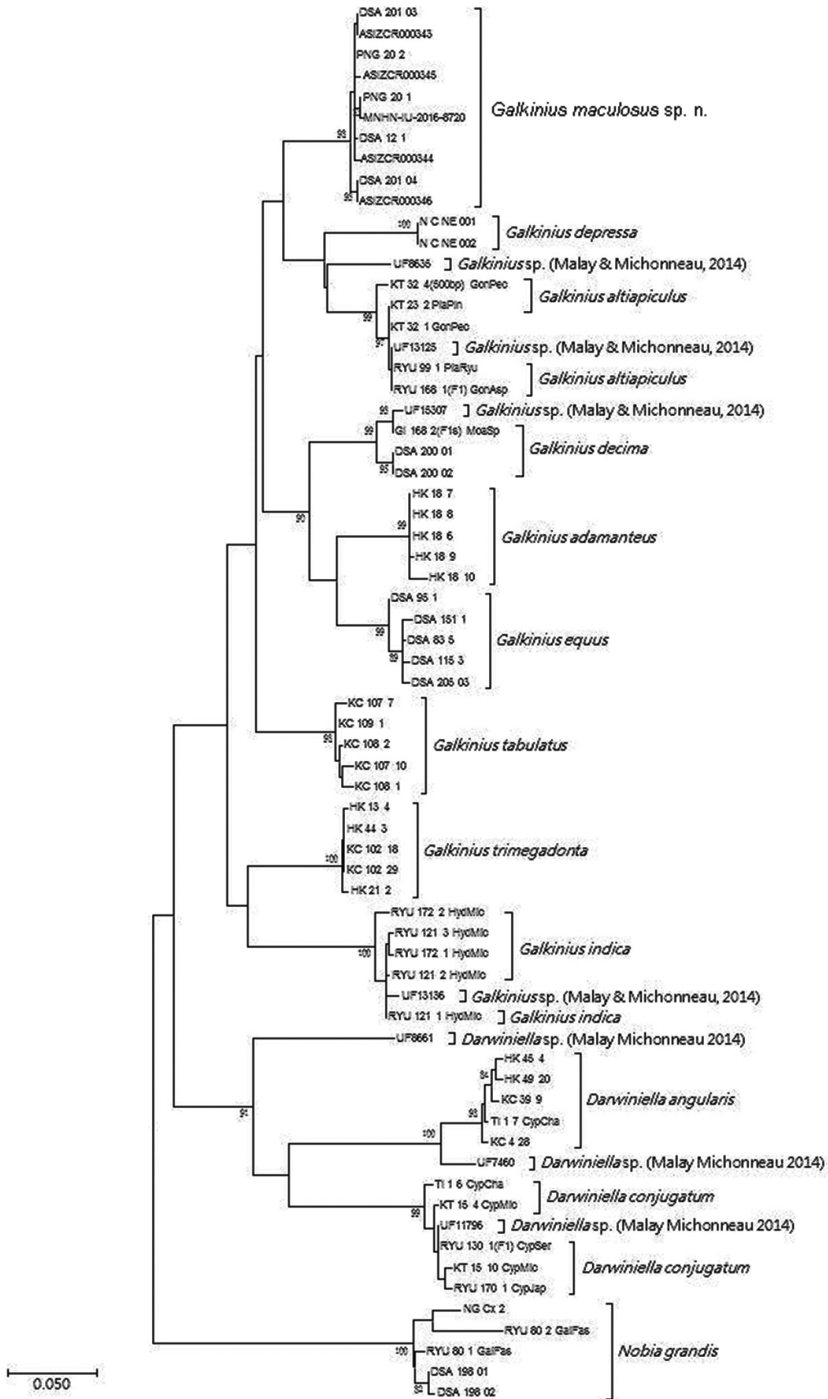 DSA 201 03
ASIZCR000343
PNG 20 2
ASIZCR000345
PNG 20 1
MNHN-IU-2016-6720
DSA 12 1
ASIZCR000344
DSA 201 04
ASIZCR000346
Galkinius maculosus sp. n.
98
N C NE 001
N C NE 002
100
Galkinius depressa
UF8635
Galkinius sp. (Malay & Michonneau, 2014)
KT 32 4(500bp) GonPec
KT 23 2 PlaPin
Galkinius altiapiculus
99
KT 32 1 GonPec
UF13125
Galkinius sp. (Malay & Michonneau, 2014)
RYU 99 1 PlaRyu
RYU 168 1(F1) GonAsp
Galkinius altiapiculus
UF15307
Galkinius sp. (Malay & Michonneau, 2014)
99
GI 168 2(F1s) MoaSp
DSA 200 01
DSA 200 02
Galkinius decima
90
HK 18 7
HK 18 8
HK 18 6
HK 18 9
HK 18 10
99
Galkinius adamanteus
DSA 95 1
DSA 151 1
DSA 83 5
DSA 115 3
DSA 205 03
99
89
Galkinius equus
KC 107 7
KC 109 1
KC 108 2
KC 107 10
KC 108 1
Galkinius tabulatus
HK 13 4
HK 44 3
KC 102 18
KC 102 29
HK 21 2
100
Galkinius trimegadonta
RYU 172 2 HydMic
RYU 121 3 HydMic
RYU 172 1 HydMic
RYU 121 2 HydMic
100
Galkinius indica
UF13136
Galkinius sp. (Malay & Michonneau, 2014)
RYU 121 1 HydMic
Galkinius indica
UF8661
Darwiniella sp. (Malay Michonneau 2014)
HK 45 4
HK 49 20
KC 39 9
TI 1 7 CypCha
KC 4 28
100
Darwiniella angularis
UF7460
Darwiniella sp. (Malay Michonneau 2014)
TI 1 6 CypCha
KT 15 4 CypMic
99
Darwiniella conjugatum
UF11796
Darwiniella sp. (Malay Michonneau 2014)
RYU 130 1(F1) CypSer
KT 15 10 CypMic
RYU 170 1 CypJap
Darwiniella conjugatum
NG Cx 2
RYU 80 2 GalFas
RYU 80 1 GalFas
DSA 198 01
DSA 198 02
100
Nobia grandis
0.050